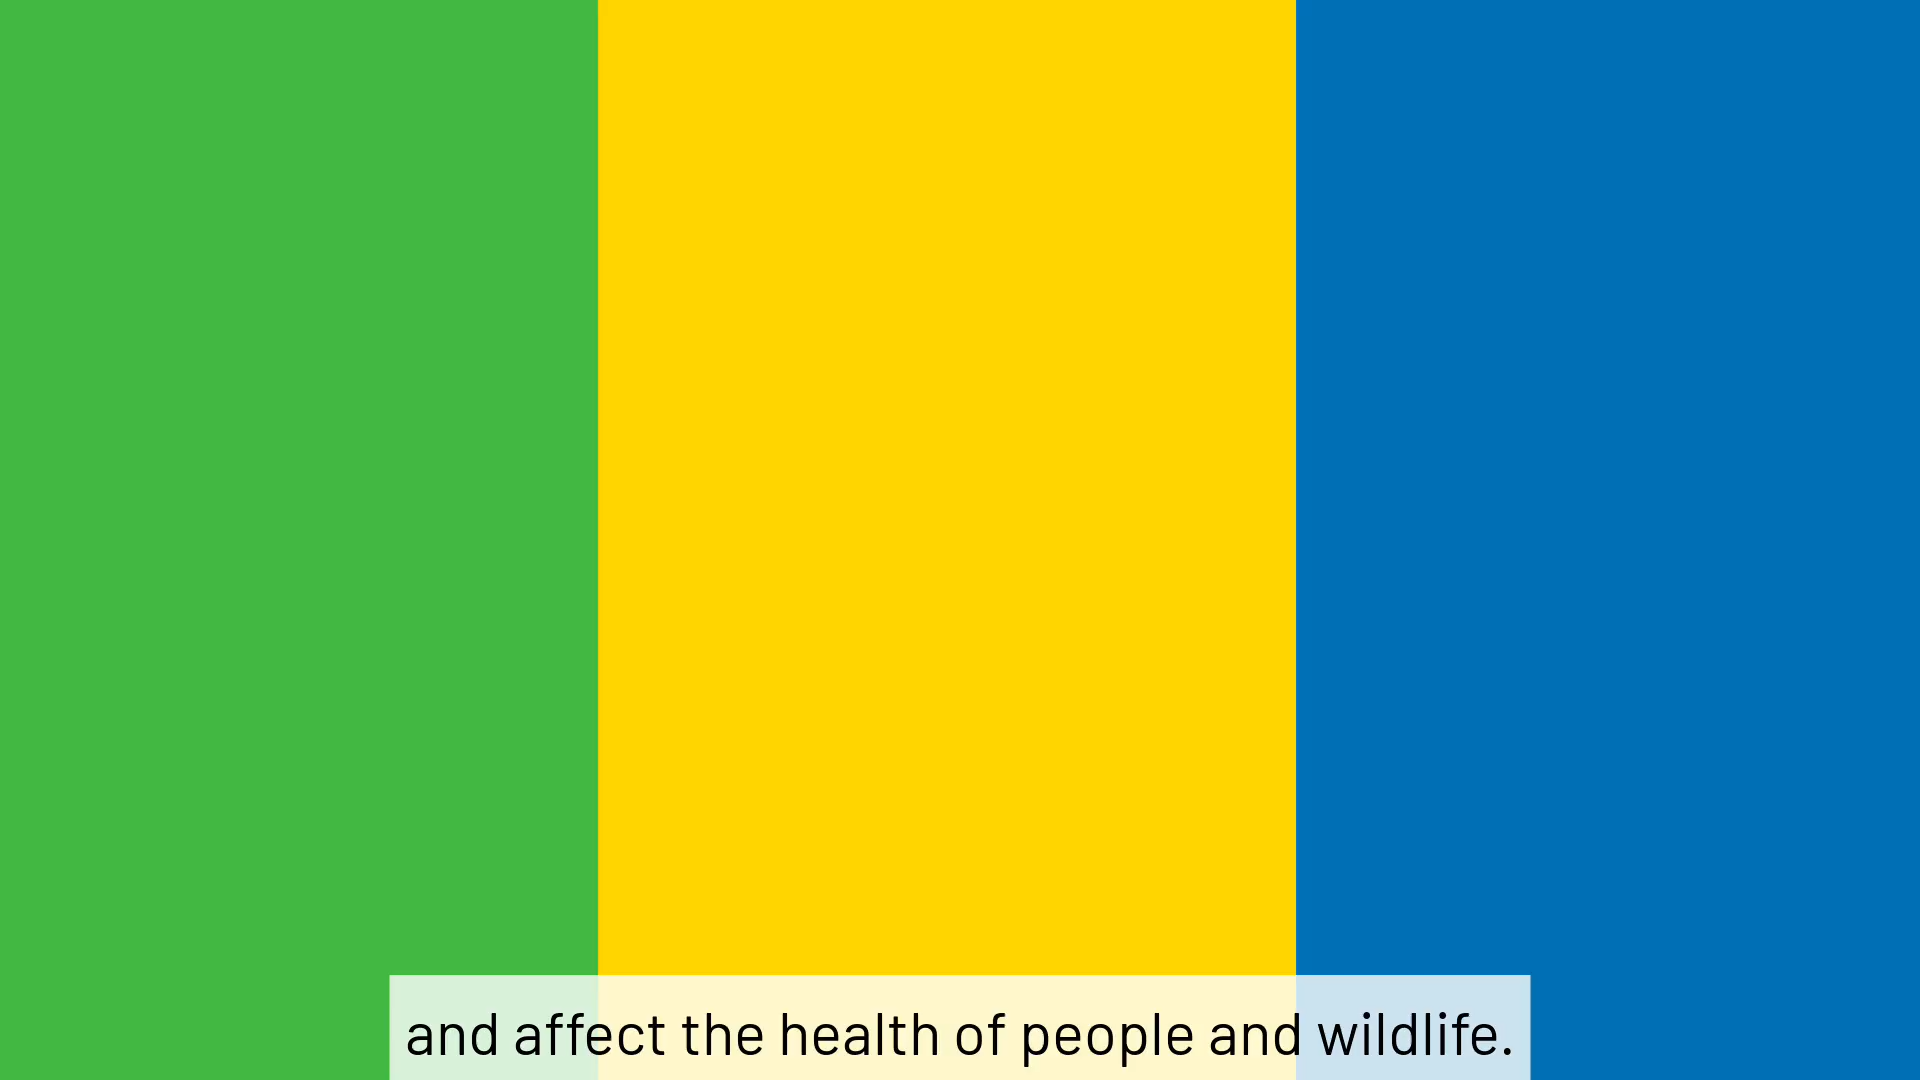 and affect the health of people and wildlife.